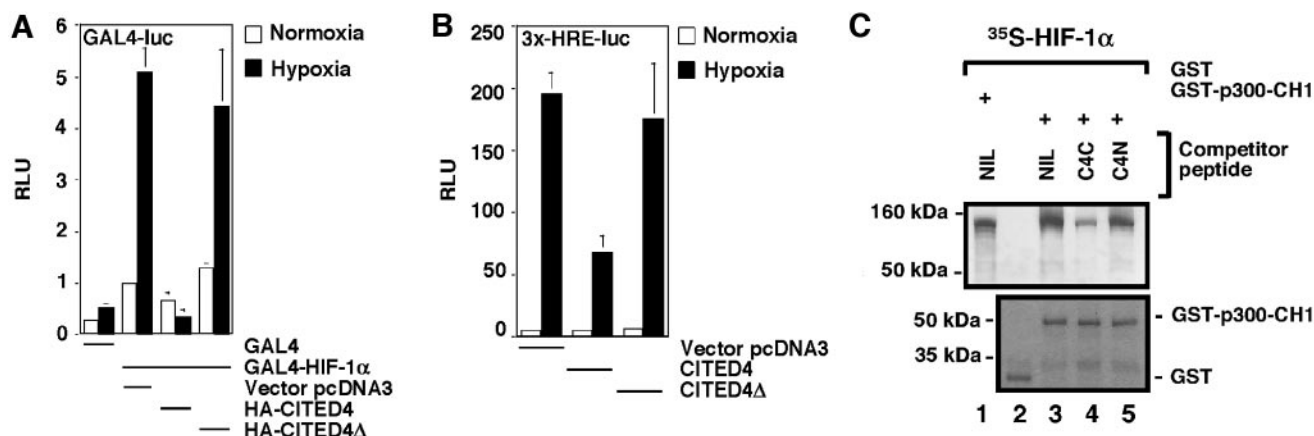 A
GAL4-luc
Normoxia
Hypoxia
RLU
6
5
4
3
2
1
0
GAL4
GAL4-HIF-1α
Vector pcDNA3
HA-CITED4
HA-CITED4Δ
B
3x-HRE-luc
Normoxia
Hypoxia
RLU
250
200
150
100
50
0
Vector pcDNA3
CITED4
CITED4Δ
C
³⁵S-HIF-1α
GST
+
GST-p300-CH1
+ + +
NIL NIL C4C C4N
Competitor
peptide
160 kDa
50 kDa
50 kDa
35 kDa
GST-p300-CH1
GST
1 2 3 4 5